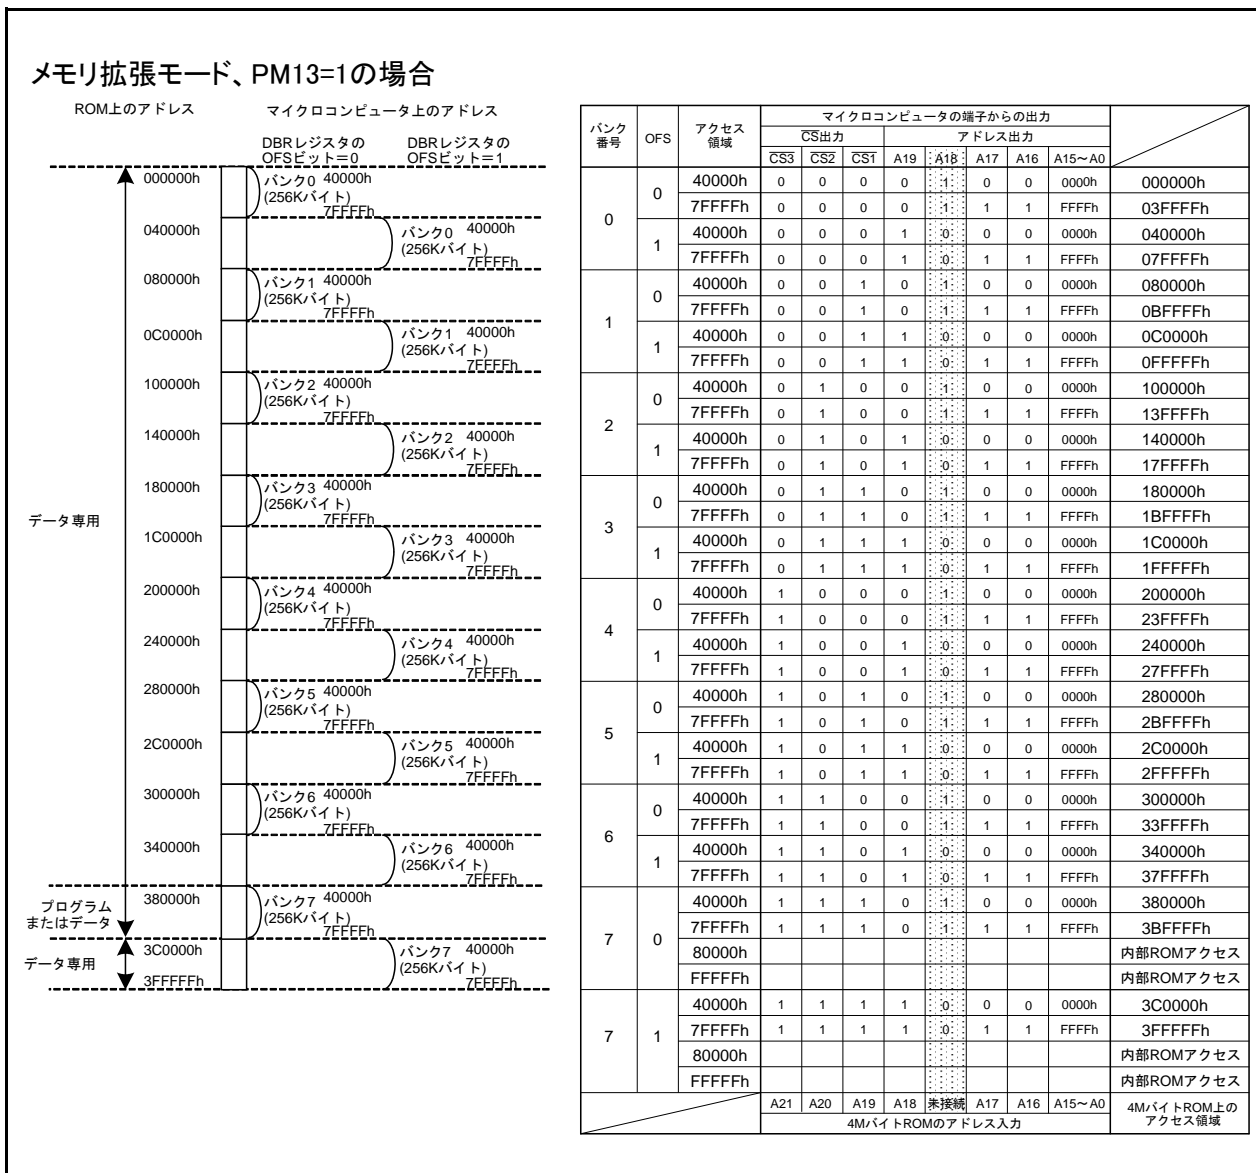 メモリ拡張モード、PM13=1の場合
ROM上のアドレス マイクロコンピュータ上のアドレス
DBRレジスタの DBRレジスタの
OFSビット=0 OFSビット=1
000000h バンク0 40000h
(256Kバイト)
7FFFFh
040000h バンク0 40000h
(256Kバイト)
7FFFFh
080000h バンク1 40000h
(256Kバイト)
7FFFFh
0C0000h バンク1 40000h
(256Kバイト)
7FFFFh
100000h バンク2 40000h
(256Kバイト)
7FFFFh
140000h バンク2 40000h
(256Kバイト)
7FFFFh
180000h バンク3 40000h
(256Kバイト)
7FFFFh
データ専用
1C0000h バンク3 40000h
(256Kバイト)
7FFFFh
200000h バンク4 40000h
(256Kバイト)
7FFFFh
240000h バンク4 40000h
(256Kバイト)
7FFFFh
280000h バンク5 40000h
(256Kバイト)
7FFFFh
2C0000h バンク5 40000h
(256Kバイト)
7FFFFh
300000h バンク6 40000h
(256Kバイト)
7FFFFh
340000h バンク6 40000h
(256Kバイト)
7FFFFh
プログラム
またはデータ
380000h バンク7 40000h
(256Kバイト)
7FFFFh
データ専用
3C0000h バンク7 40000h
(256Kバイト)
3FFFFFh 7FFFFh
バンク番号 OFS アクセス領域 マイクロコンピュータの端子からの出力
CS出力 アドレス出力
CS3 CS2 CS1 A19 A18 A17 A16 A15～A0
0 0 40000h 0 0 0 0 1 0 0 0000h 000000h
7FFFFh 0 0 0 0 1 1 1 FFFFh 03FFFFh
1 40000h 0 0 0 1 0 0 0 0000h 040000h
7FFFFh 0 0 0 1 0 1 1 FFFFh 07FFFFh
1 0 40000h 0 0 1 0 1 0 0 0000h 080000h
7FFFFh 0 0 1 0 1 1 1 FFFFh 0BFFFFh
1 40000h 0 0 1 1 0 0 0 0000h 0C0000h
7FFFFh 0 0 1 1 0 1 1 FFFFh 0FFFFFh
2 0 40000h 0 1 0 0 1 0 0 0000h 100000h
7FFFFh 0 1 0 0 1 1 1 FFFFh 13FFFFh
1 40000h 0 1 0 1 0 0 0 0000h 140000h
7FFFFh 0 1 0 1 0 1 1 FFFFh 17FFFFh
3 0 40000h 0 1 1 0 1 0 0 0000h 180000h
7FFFFh 0 1 1 0 1 1 1 FFFFh 1BFFFFh
1 40000h 0 1 1 1 0 0 0 0000h 1C0000h
7FFFFh 0 1 1 1 0 1 1 FFFFh 1FFFFFh
4 0 40000h 1 0 0 0 1 0 0 0000h 200000h
7FFFFh 1 0 0 0 1 1 1 FFFFh 23FFFFh
1 40000h 1 0 0 1 0 0 0 0000h 240000h
7FFFFh 1 0 0 1 0 1 1 FFFFh 27FFFFh
5 0 40000h 1 0 1 0 1 0 0 0000h 280000h
7FFFFh 1 0 1 0 1 1 1 FFFFh 2BFFFFh
1 40000h 1 0 1 1 0 0 0 0000h 2C0000h
7FFFFh 1 0 1 1 0 1 1 FFFFh 2FFFFFh
6 0 40000h 1 1 0 0 1 0 0 0000h 300000h
7FFFFh 1 1 0 0 1 1 1 FFFFh 33FFFFh
1 40000h 1 1 0 1 0 0 0 0000h 340000h
7FFFFh 1 1 0 1 0 1 1 FFFFh 37FFFFh
7 0 40000h 1 1 1 0 1 0 0 0000h 380000h
7FFFFh 1 1 1 0 1 1 1 FFFFh 3BFFFFh
80000h 内部ROMアクセス
FFFFFh 内部ROMアクセス
7 1 40000h 1 1 1 1 0 0 0 0000h 3C0000h
7FFFFh 1 1 1 1 0 1 1 FFFFh 3FFFFFh
80000h 内部ROMアクセス
FFFFFh 内部ROMアクセス
A21 A20 A19 A18 未接続 A17 A16 A15～A0 4MバイトROM上のアクセス領域
4MバイトROMのアドレス入力